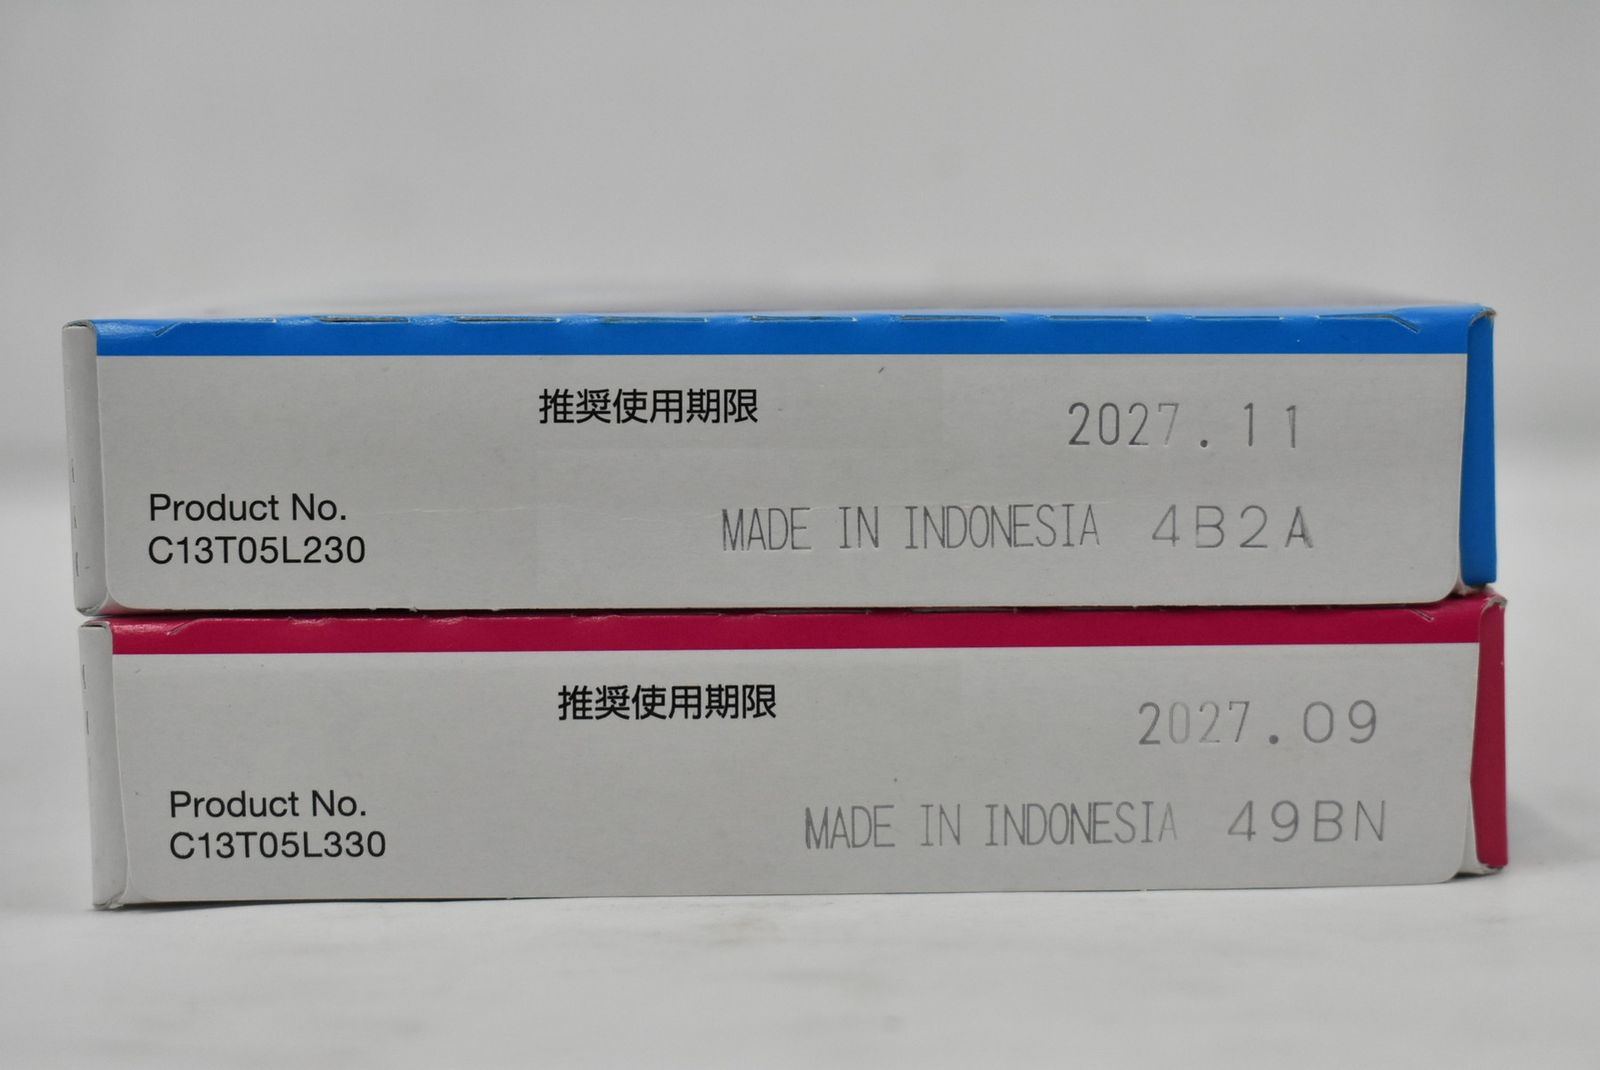 推奨使用期限 2027.11
Product No.
C13T05L230
MADE IN INDONESIA 4B2A
推奨使用期限 2027.09
Product No.
C13T05L330
MADE IN INDONESIA 49BN